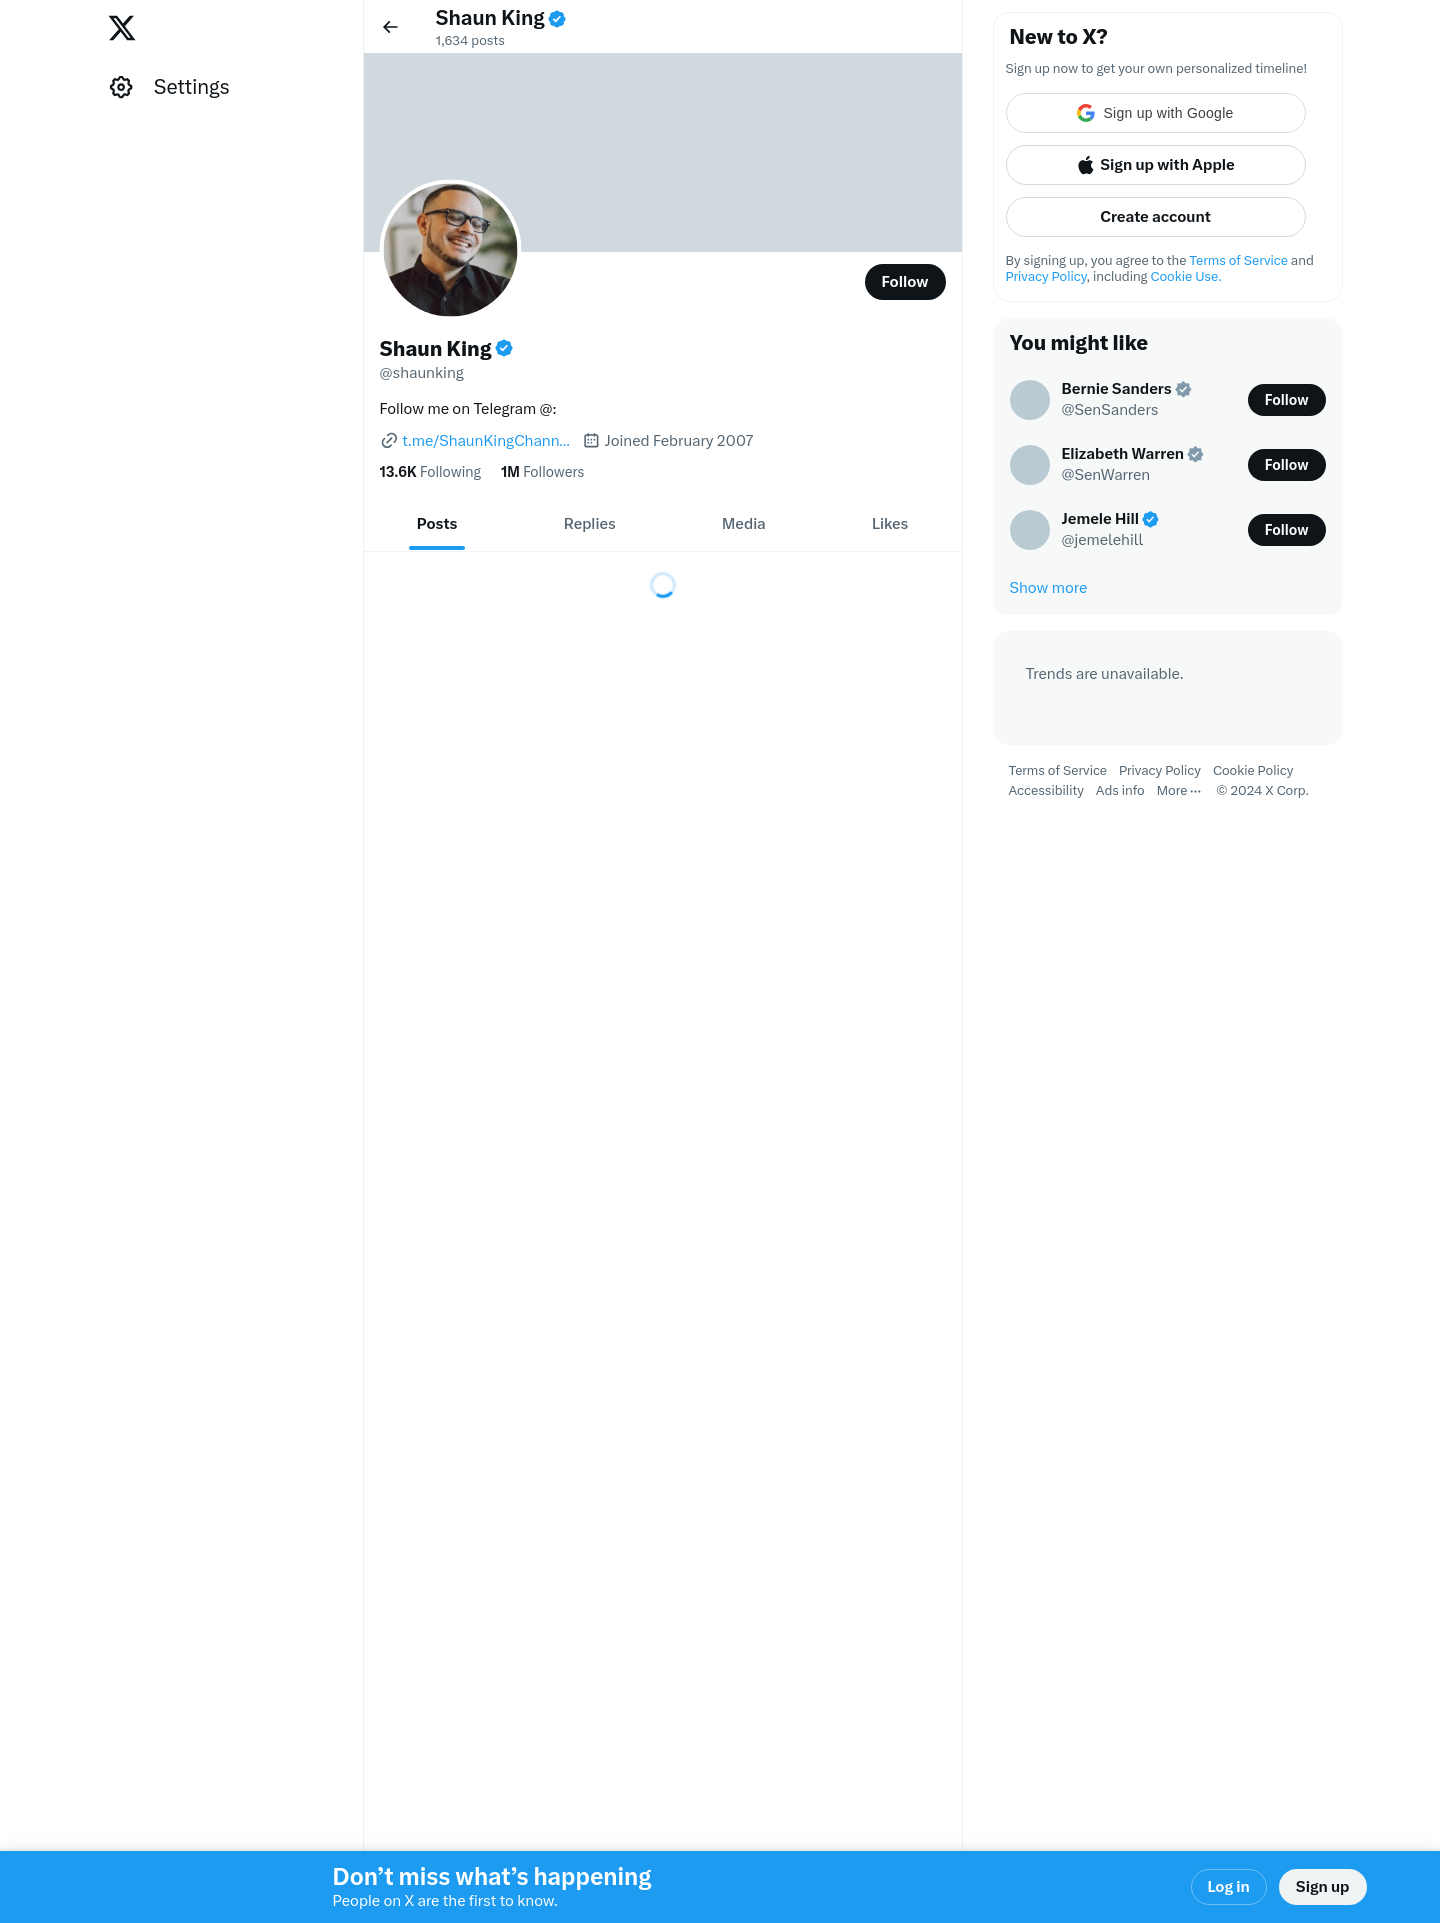 Settings
Shaun King
1,634 posts
Follow
Shaun King
@shaunking
Follow me on Telegram @:
t.me/ShaunKingChann… Joined February 2007
13.6K Following 1M Followers
Posts Replies Media Likes
New to X?
Sign up now to get your own personalized timeline!
Sign up with Google
Sign up with Apple
Create account
By signing up, you agree to the Terms of Service and
Privacy Policy, including Cookie Use.
You might like
Bernie Sanders
@SenSanders
Follow
Elizabeth Warren
@SenWarren
Follow
Jemele Hill
@jemelehill
Follow
Show more
Trends are unavailable.
Terms of Service Privacy Policy Cookie Policy
Accessibility Ads info More ··· © 2024 X Corp.
Don’t miss what’s happening
People on X are the first to know.
Log in Sign up